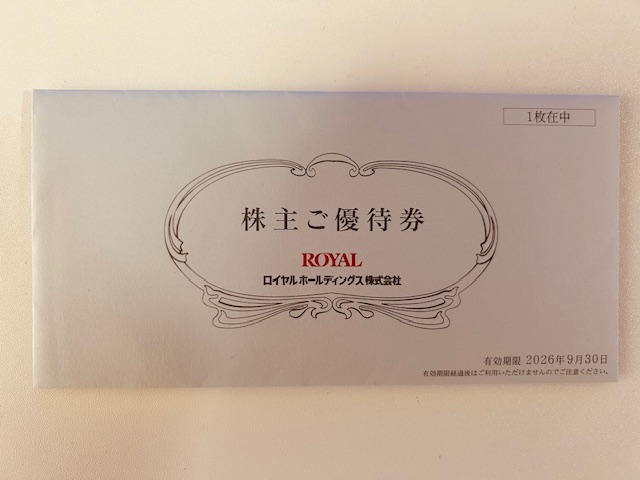 1枚在中
株主ご優待券
ROYAL
ロイヤルホールディングス株式会社
有効期限 2026年9月30日
有効期限経過後はご利用いただけませんのでご注意ください。